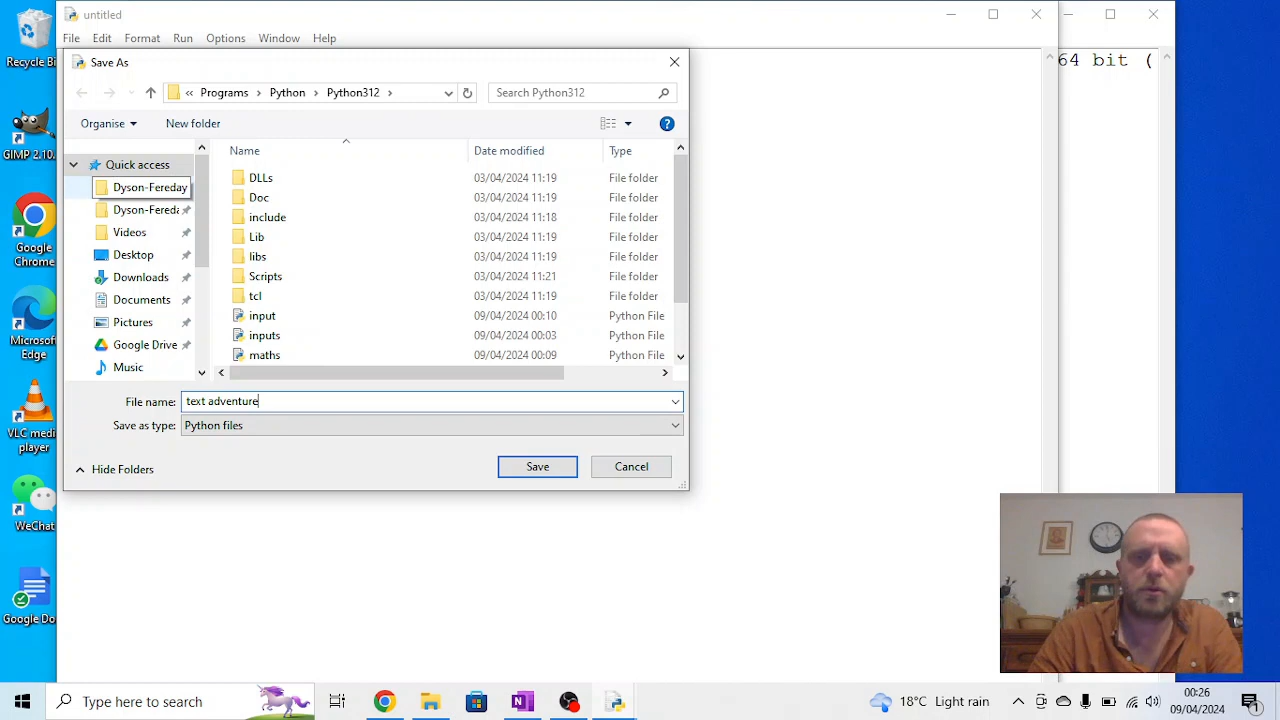 untitled
File Edit Format Run Options Window Help
64 bit (
Save As
« Programs > Python > Python312 >
Search Python312
Organise
New folder
Name Date modified Type
Quick access
Dyson-Fereday
Dyson-Fereda
Videos
Desktop
Downloads
Documents
Pictures
Google Drive
Music
DLLs 03/04/2024 11:19 File folder
Doc 03/04/2024 11:19 File folder
include 03/04/2024 11:18 File folder
Lib 03/04/2024 11:19 File folder
libs 03/04/2024 11:19 File folder
Scripts 03/04/2024 11:21 File folder
tcl 03/04/2024 11:19 File folder
input 09/04/2024 00:10 Python File
inputs 09/04/2024 00:03 Python File
maths 09/04/2024 00:09 Python File
File name: text adventure
Save as type: Python files
Hide Folders
Save
Cancel
Recycle Bi
GIMP 2.10.
Google
Chrome
Microsof
Edge
VLC medi
player
WeChat
Google Do
Type here to search
18°C Light rain
00:26
09/04/2024
1